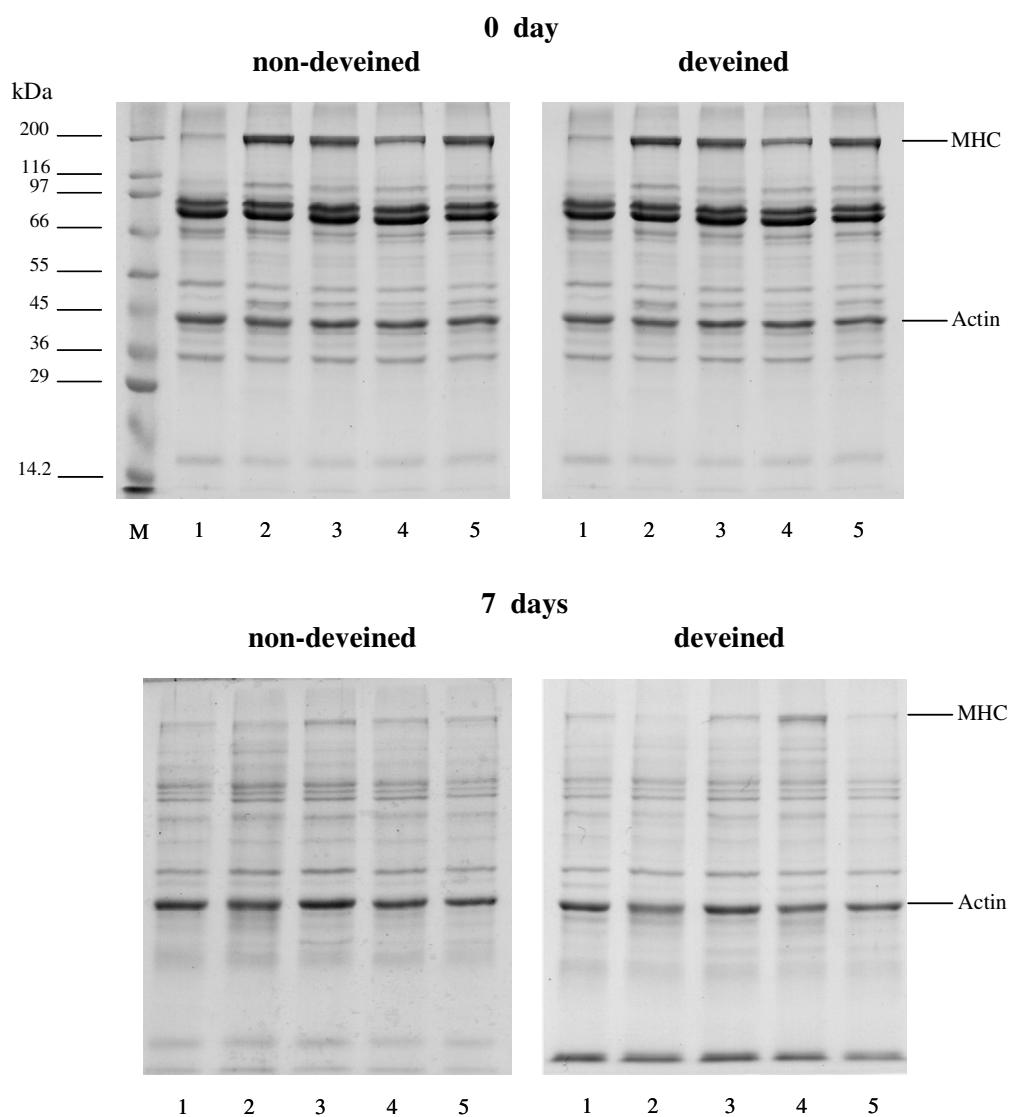 0 day
non-deveined deveined
kDa
200
116
97
66
55
45
36
29
14.2
MHC
Actin
M 1 2 3 4 5 1 2 3 4 5
7 days
non-deveined deveined
MHC
Actin
1 2 3 4 5 1 2 3 4 5